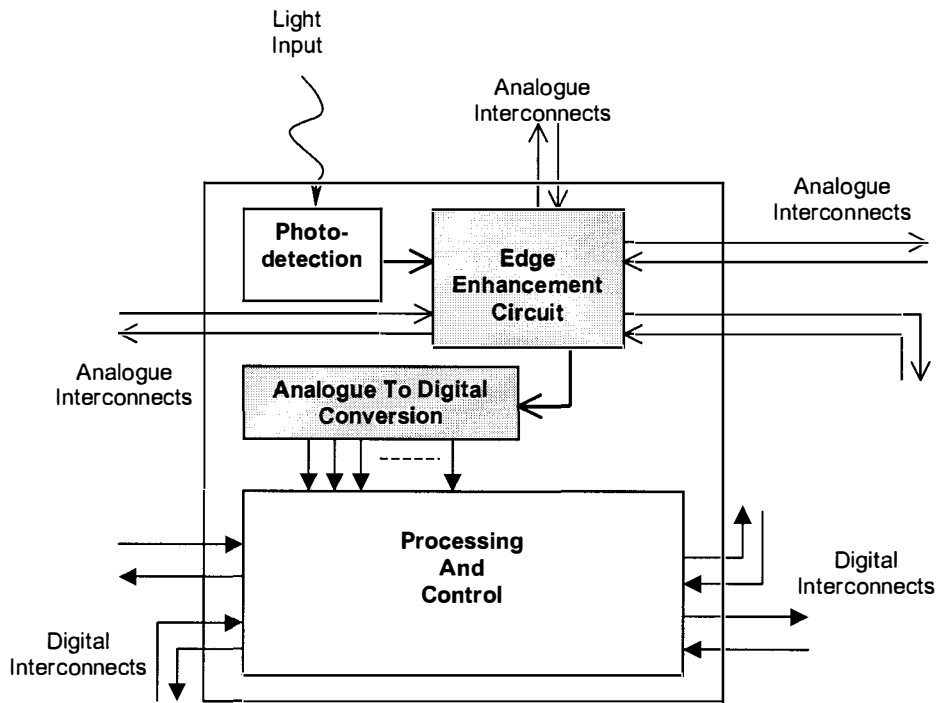 Light
Input
Analogue
Interconnects
Analogue
Interconnects
Photo-
detection
Edge
Enhancement
Circuit
Analogue
Interconnects
Analogue To Digital
Conversion
Processing
And
Control
Digital
Interconnects
Digital
Interconnects